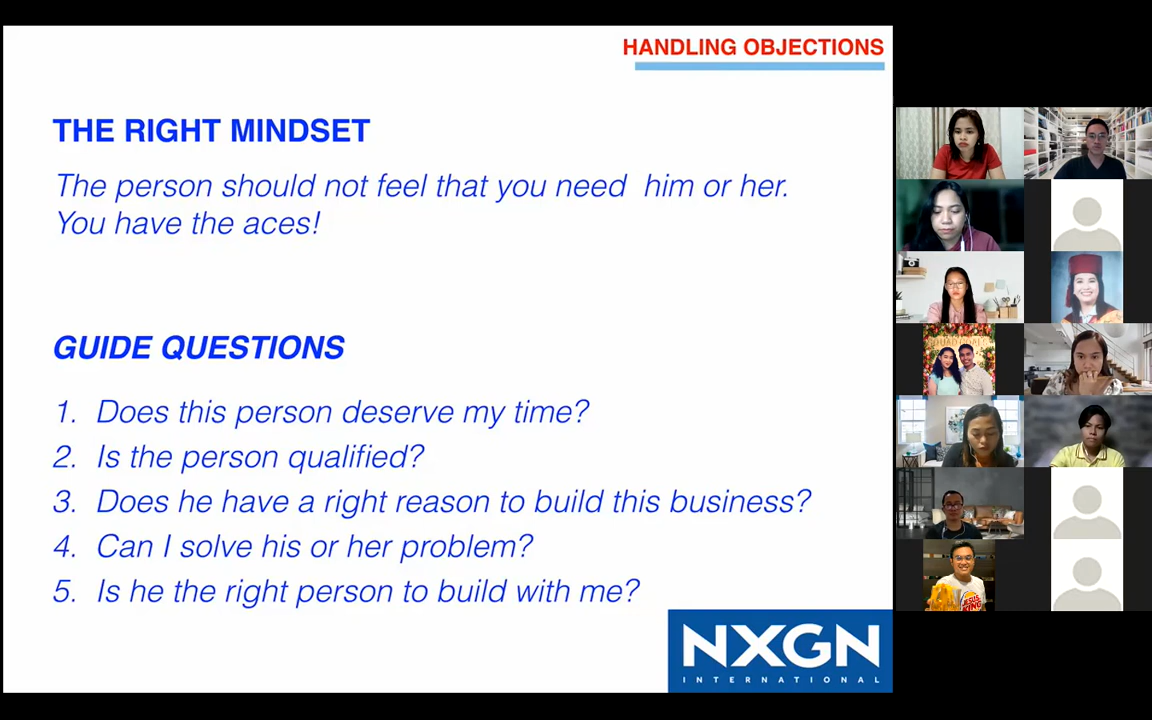 HANDLING OBJECTIONS
THE RIGHT MINDSET
The person should not feel that you need him or her.
You have the aces!
GUIDE QUESTIONS
1. Does this person deserve my time?
2. Is the person qualified?
3. Does he have a right reason to build this business?
4. Can I solve his or her problem?
5. Is he the right person to build with me?
NXGN
INTERNATIONAL